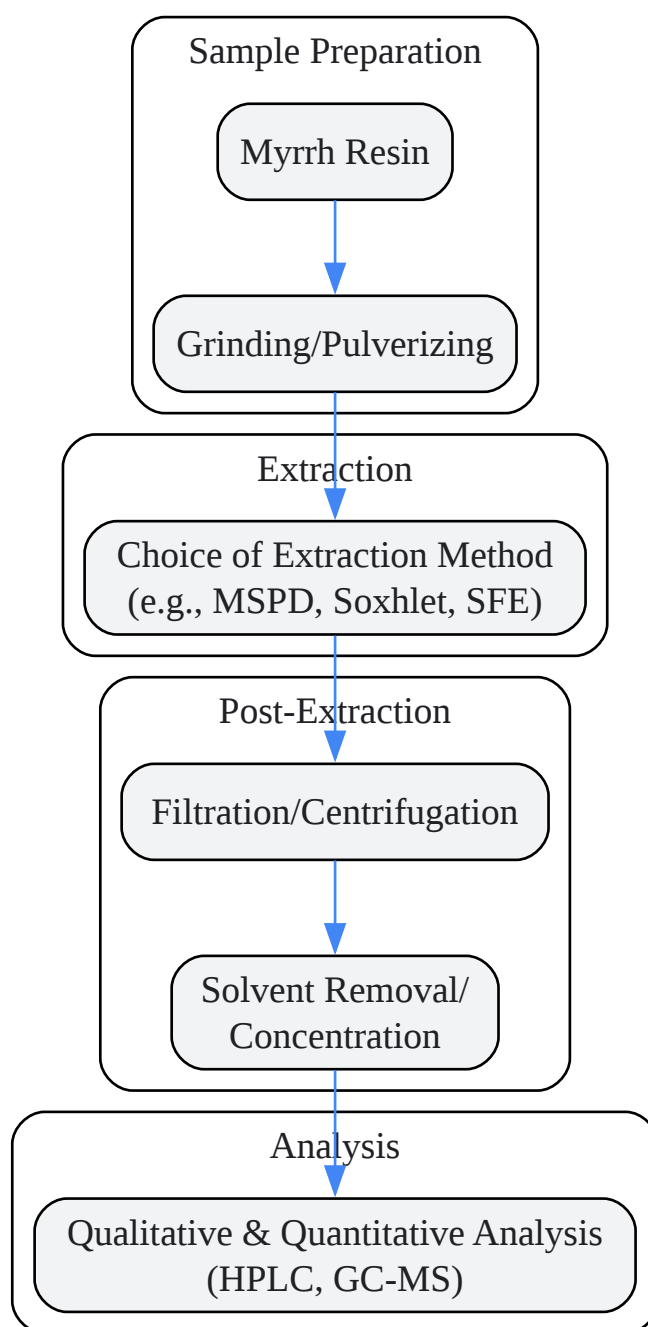 Sample Preparation
Myrrh Resin
Grinding/Pulverizing
Extraction
Choice of Extraction Method
(e.g., MSPD, Soxhlet, SFE)
Post-Extraction
Filtration/Centrifugation
Solvent Removal/
Concentration
Analysis
Qualitative & Quantitative Analysis
(HPLC, GC-MS)